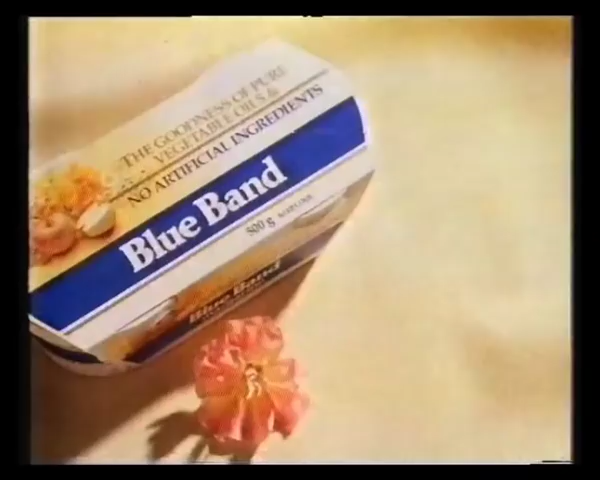 THE GOODNESS OF PURE
VEGETABLE OILS &
NO ARTIFICIAL INGREDIENTS
Blue Band
500 g
Blue Band